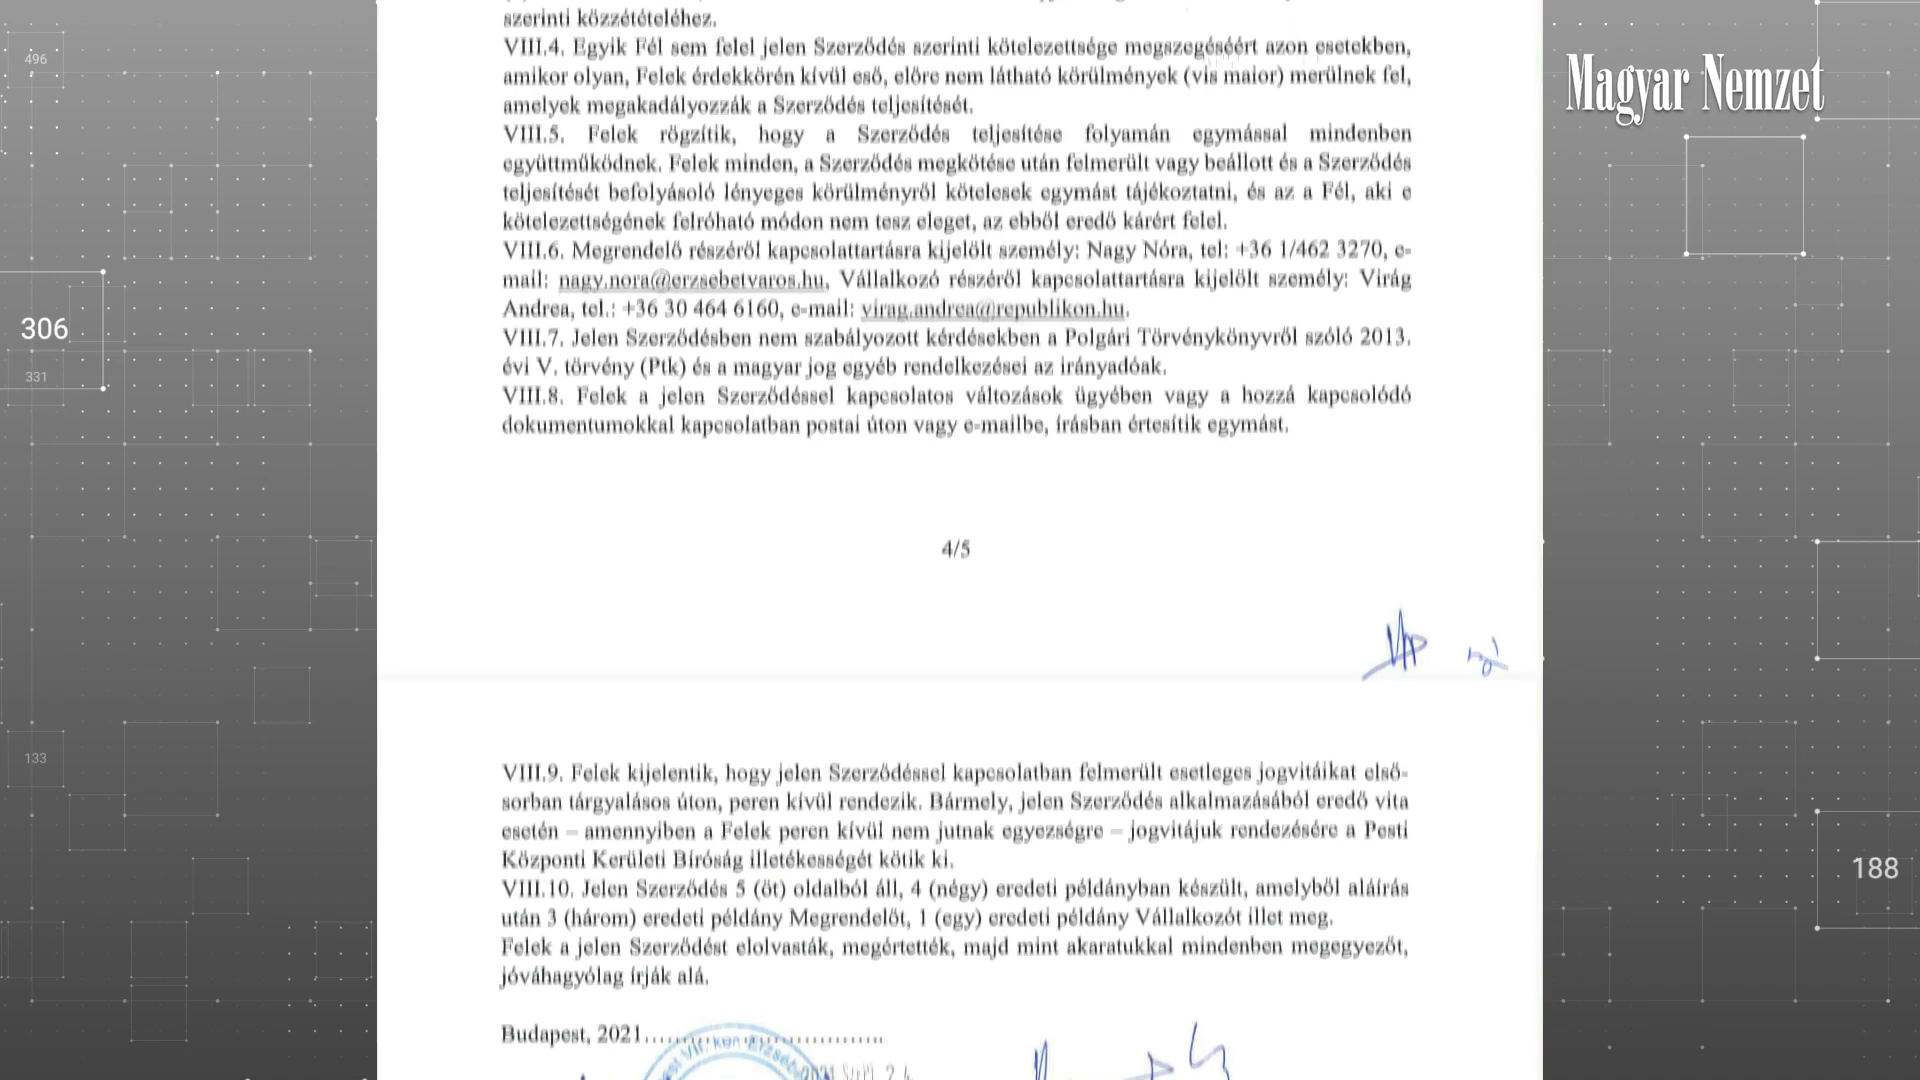 szerinti közzétételéhez.
VIII.4. Egyik Fél sem felel jelen Szerződés szerinti kötelezettsége megszegéséért azon esetekben,
amikor olyan, Felek érdekkörén kívül eső, előre nem látható körülmények (vis maior) merülnek fel,
amelyek megakadályozzák a Szerződés teljesítését.
VIII.5. Felek rögzítik, hogy a Szerződés teljesítése folyamán egymással mindenben
együttműködnek. Felek minden, a Szerződés megkötése után felmerült vagy beállott és a Szerződés
teljesítését befolyásoló lényeges körülményről kötelesek egymást tájékoztatni, és az a Fél, aki e
kötelezettségének felróható módon nem tesz eleget, az ebből eredő kárért felel.
VIII.6. Megrendelő részéről kapcsolattartásra kijelölt személy: Nagy Nóra, tel: +36 1/462 3270, e-
mail: nagy.nora@erzsebetvaros.hu, Vállalkozó részéről kapcsolattartásra kijelölt személy: Virág
Andrea, tel.: +36 30 464 6160, e-mail: virag.andrea@republikon.hu.
VIII.7. Jelen Szerződésben nem szabályozott kérdésekben a Polgári Törvénykönyvről szóló 2013.
évi V. törvény (Ptk) és a magyar jog egyéb rendelkezései az irányadóak.
VIII.8. Felek a jelen Szerződéssel kapcsolatos változások ügyében vagy a hozzá kapcsolódó
dokumentumokkal kapcsolatban postai úton vagy e-mailbe, írásban értesítik egymást.
4/5
VIII.9. Felek kijelentik, hogy jelen Szerződéssel kapcsolatban felmerült esetleges jogvitáikat első-
sorban tárgyalásos úton, peren kívül rendezik. Bármely, jelen Szerződés alkalmazásából eredő vita
esetén – amennyiben a Felek peren kívül nem jutnak egyezségre – jogvitájuk rendezésére a Pesti
Központi Kerületi Bíróság illetékességét kötik ki.
VIII.10. Jelen Szerződés 5 (öt) oldalból áll, 4 (négy) eredeti példányban készült, amelyből aláírás
után 3 (három) eredeti példány Megrendelőt, 1 (egy) eredeti példány Vállalkozót illet meg.
Felek a jelen Szerződést elolvasták, megértették, majd mint akaratukkal mindenben megegyezőt,
jóváhagyólag írják alá.
Budapest, 2021.
Magyar Nemzet
496
306
331
133
188